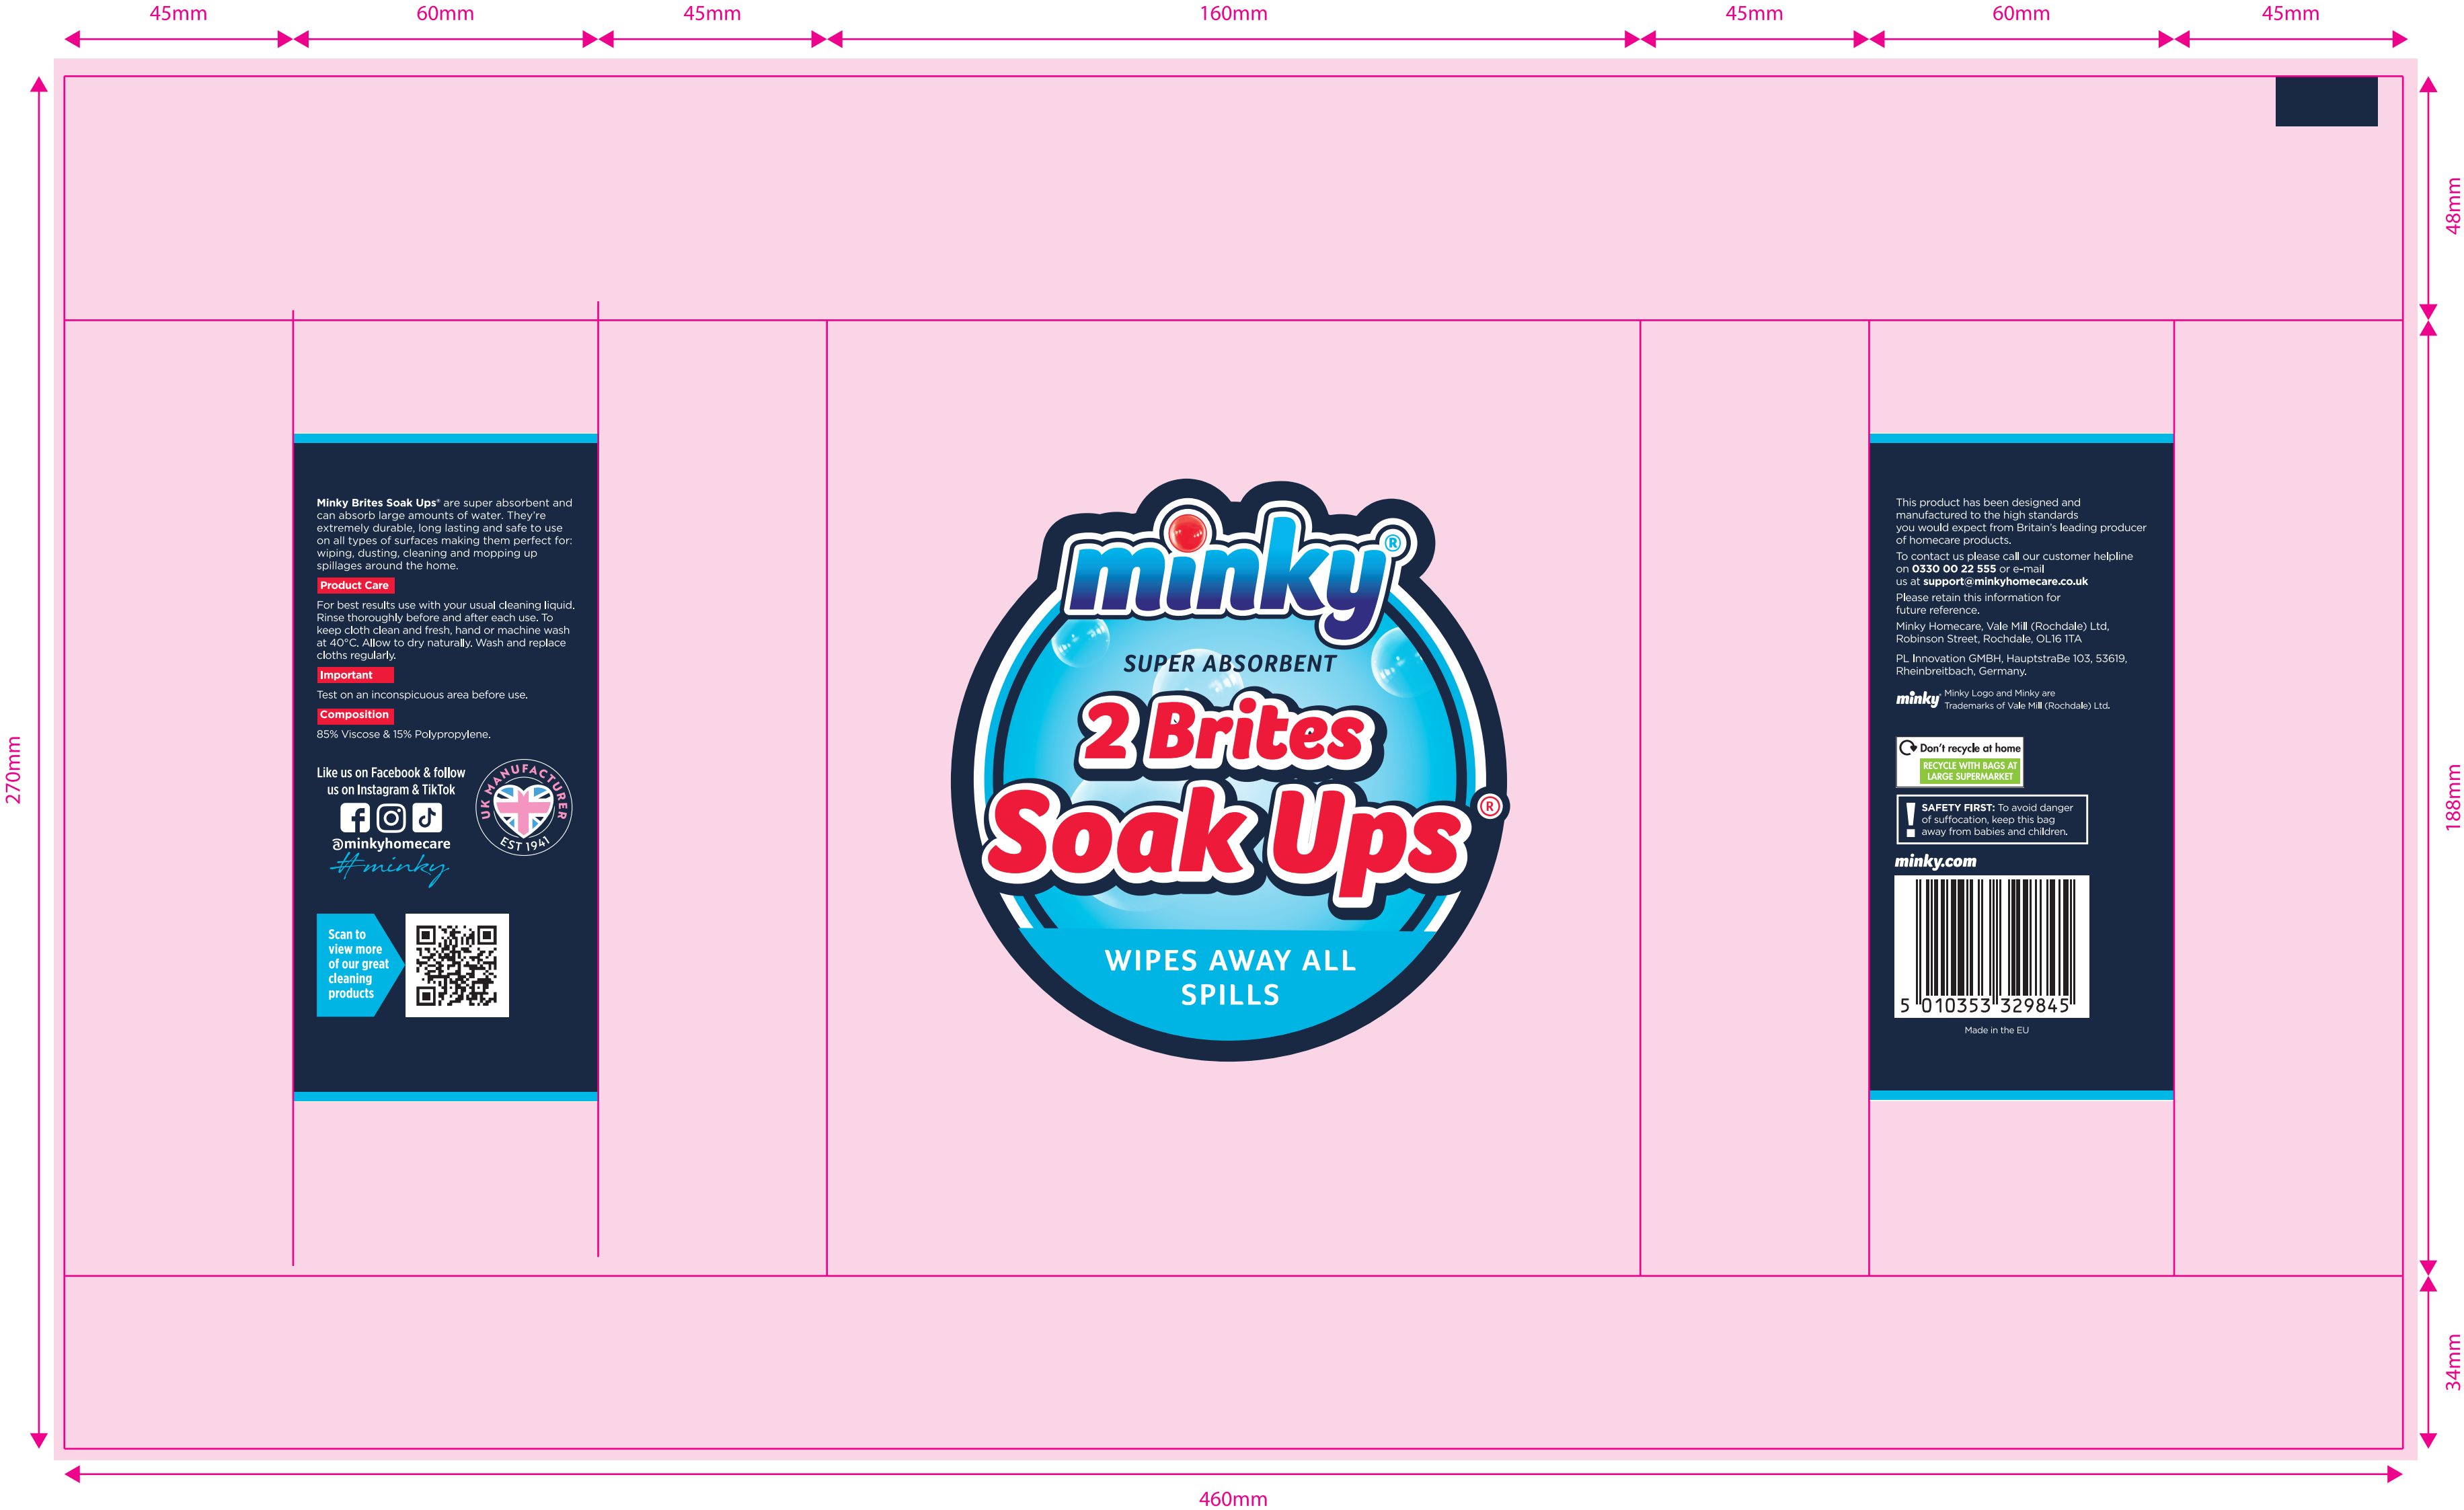 45mm
60mm
45mm
160mm
45mm
60mm
45mm
48mm
270mm
188mm
34mm
460mm
Minky Brites Soak Ups® are super absorbent and
can absorb large amounts of water. They're
extremely durable, long lasting and safe to use
on all types of surfaces making them perfect for:
wiping, dusting, cleaning and mopping up
spillages around the home.
Product Care
For best results use with your usual cleaning liquid.
Rinse thoroughly before and after each use. To
keep cloth clean and fresh, hand or machine wash
at 40°C. Allow to dry naturally. Wash and replace
cloths regularly.
Important
Test on an inconspicuous area before use.
Composition
85% Viscose & 15% Polypropylene.
Like us on Facebook & follow
us on Instagram & TikTok
@minkyhomecare
#minky
UK MANUFACTURER
EST 1941
Scan to
view more
of our great
cleaning
products
minky®
SUPER ABSORBENT
2 Brites
Soak Ups®
WIPES AWAY ALL
SPILLS
This product has been designed and
manufactured to the high standards
you would expect from Britain's leading producer
of homecare products.
To contact us please call our customer helpline
on 0330 00 22 555 or e-mail
us at support@minkyhomecare.co.uk
Please retain this information for
future reference.
Minky Homecare, Vale Mill (Rochdale) Ltd,
Robinson Street, Rochdale, OL16 1TA
PL Innovation GMBH, HauptstraBe 103, 53619,
Rheinbreitbach, Germany.
minky® Minky Logo and Minky are
Trademarks of Vale Mill (Rochdale) Ltd.
Don't recycle at home
RECYCLE WITH BAGS AT
LARGE SUPERMARKET
! SAFETY FIRST: To avoid danger
of suffocation, keep this bag
away from babies and children.
minky.com
5 010353 329845
Made in the EU